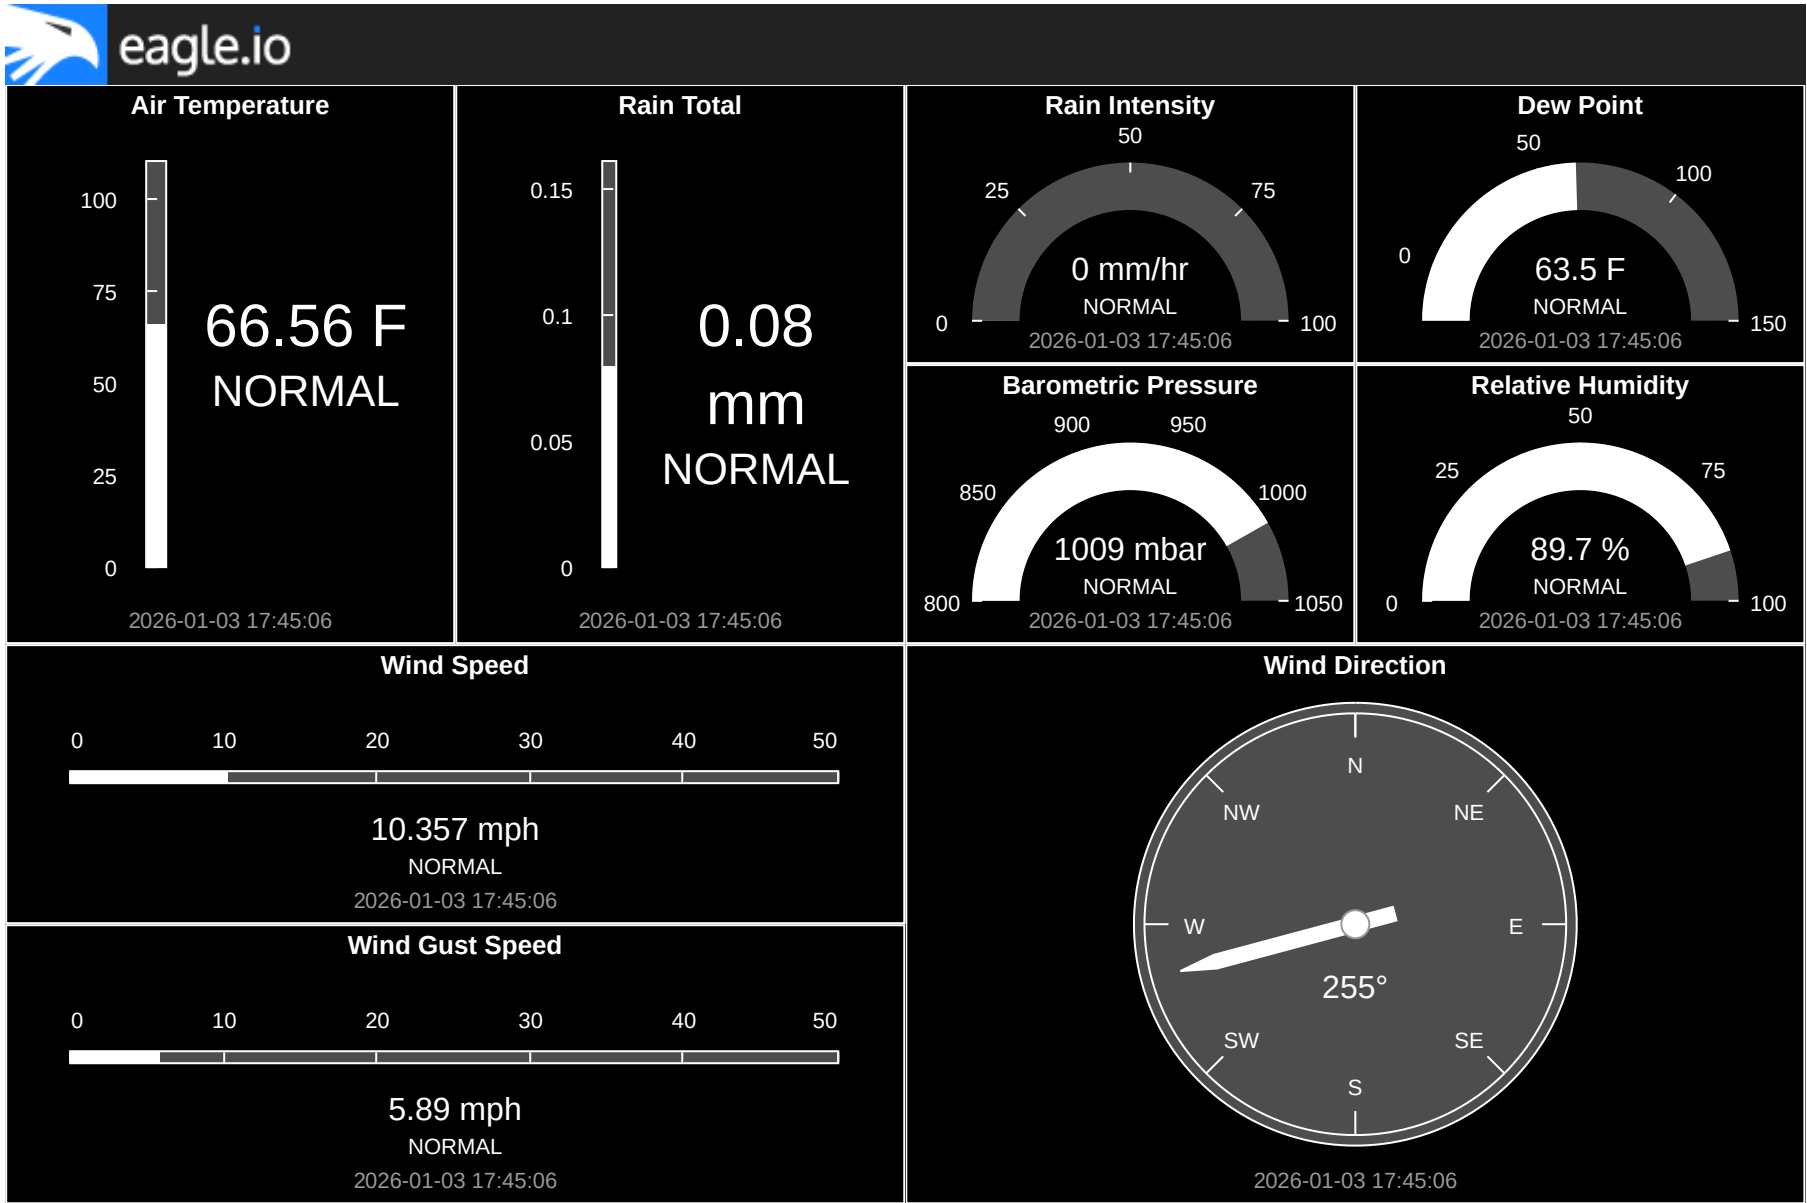 eagle.io
Air Temperature
100
75
50
25
0
66.56 F
NORMAL
2026-01-03 17:45:06
Rain Total
0.15
0.1
0.05
0
0.08
mm
NORMAL
2026-01-03 17:45:06
Rain Intensity
50
25
75
0
100
0 mm/hr
NORMAL
2026-01-03 17:45:06
Dew Point
50
100
0
150
63.5 F
NORMAL
2026-01-03 17:45:06
Barometric Pressure
900
950
850
1000
800
1050
1009 mbar
NORMAL
2026-01-03 17:45:06
Relative Humidity
50
25
75
0
100
89.7 %
NORMAL
2026-01-03 17:45:06
Wind Speed
0 10 20 30 40 50
10.357 mph
NORMAL
2026-01-03 17:45:06
Wind Gust Speed
0 10 20 30 40 50
5.89 mph
NORMAL
2026-01-03 17:45:06
Wind Direction
N
NW
NE
W
E
255°
SW
SE
S
2026-01-03 17:45:06